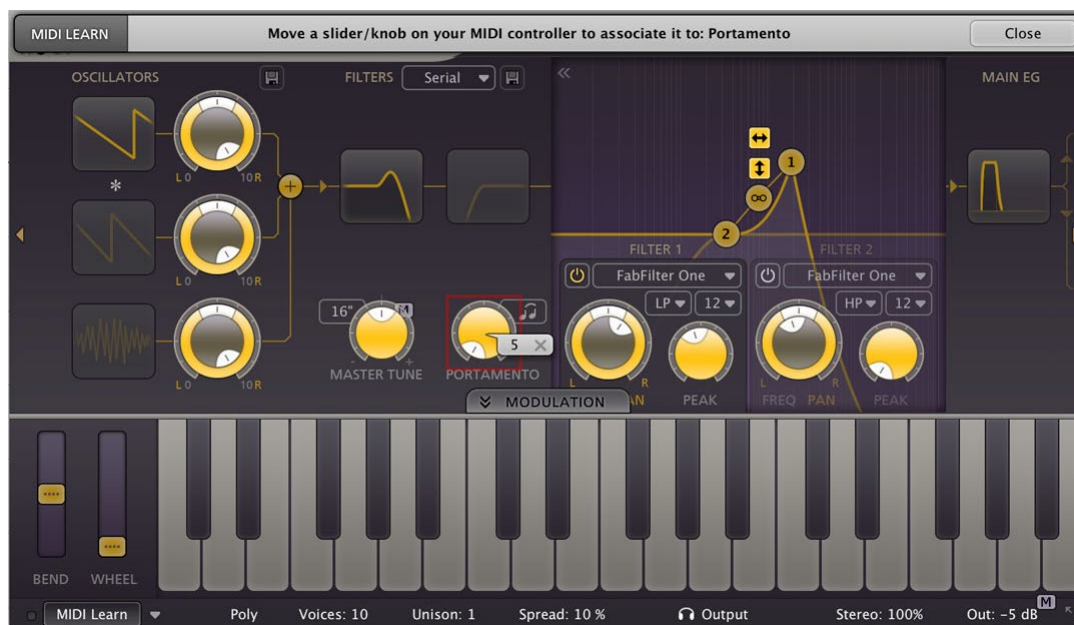 MIDI LEARN Move a slider/knob on your MIDI controller to associate it to: Portamento Close
OSCILLATORS FILTERS Serial MAIN EG
L 0 10 R
1
2
L 0 10 R
FILTER 1 FILTER 2
FabFilter One FabFilter One
16" M LP 12 HP 12
5
L 0 10 R L R L R
MASTER TUNE PORTAMENTO PEAK FREQ PAN PEAK
MODULATION
BEND WHEEL
MIDI Learn Poly Voices: 10 Unison: 1 Spread: 10 % Output Stereo: 100% Out: -5 dB M